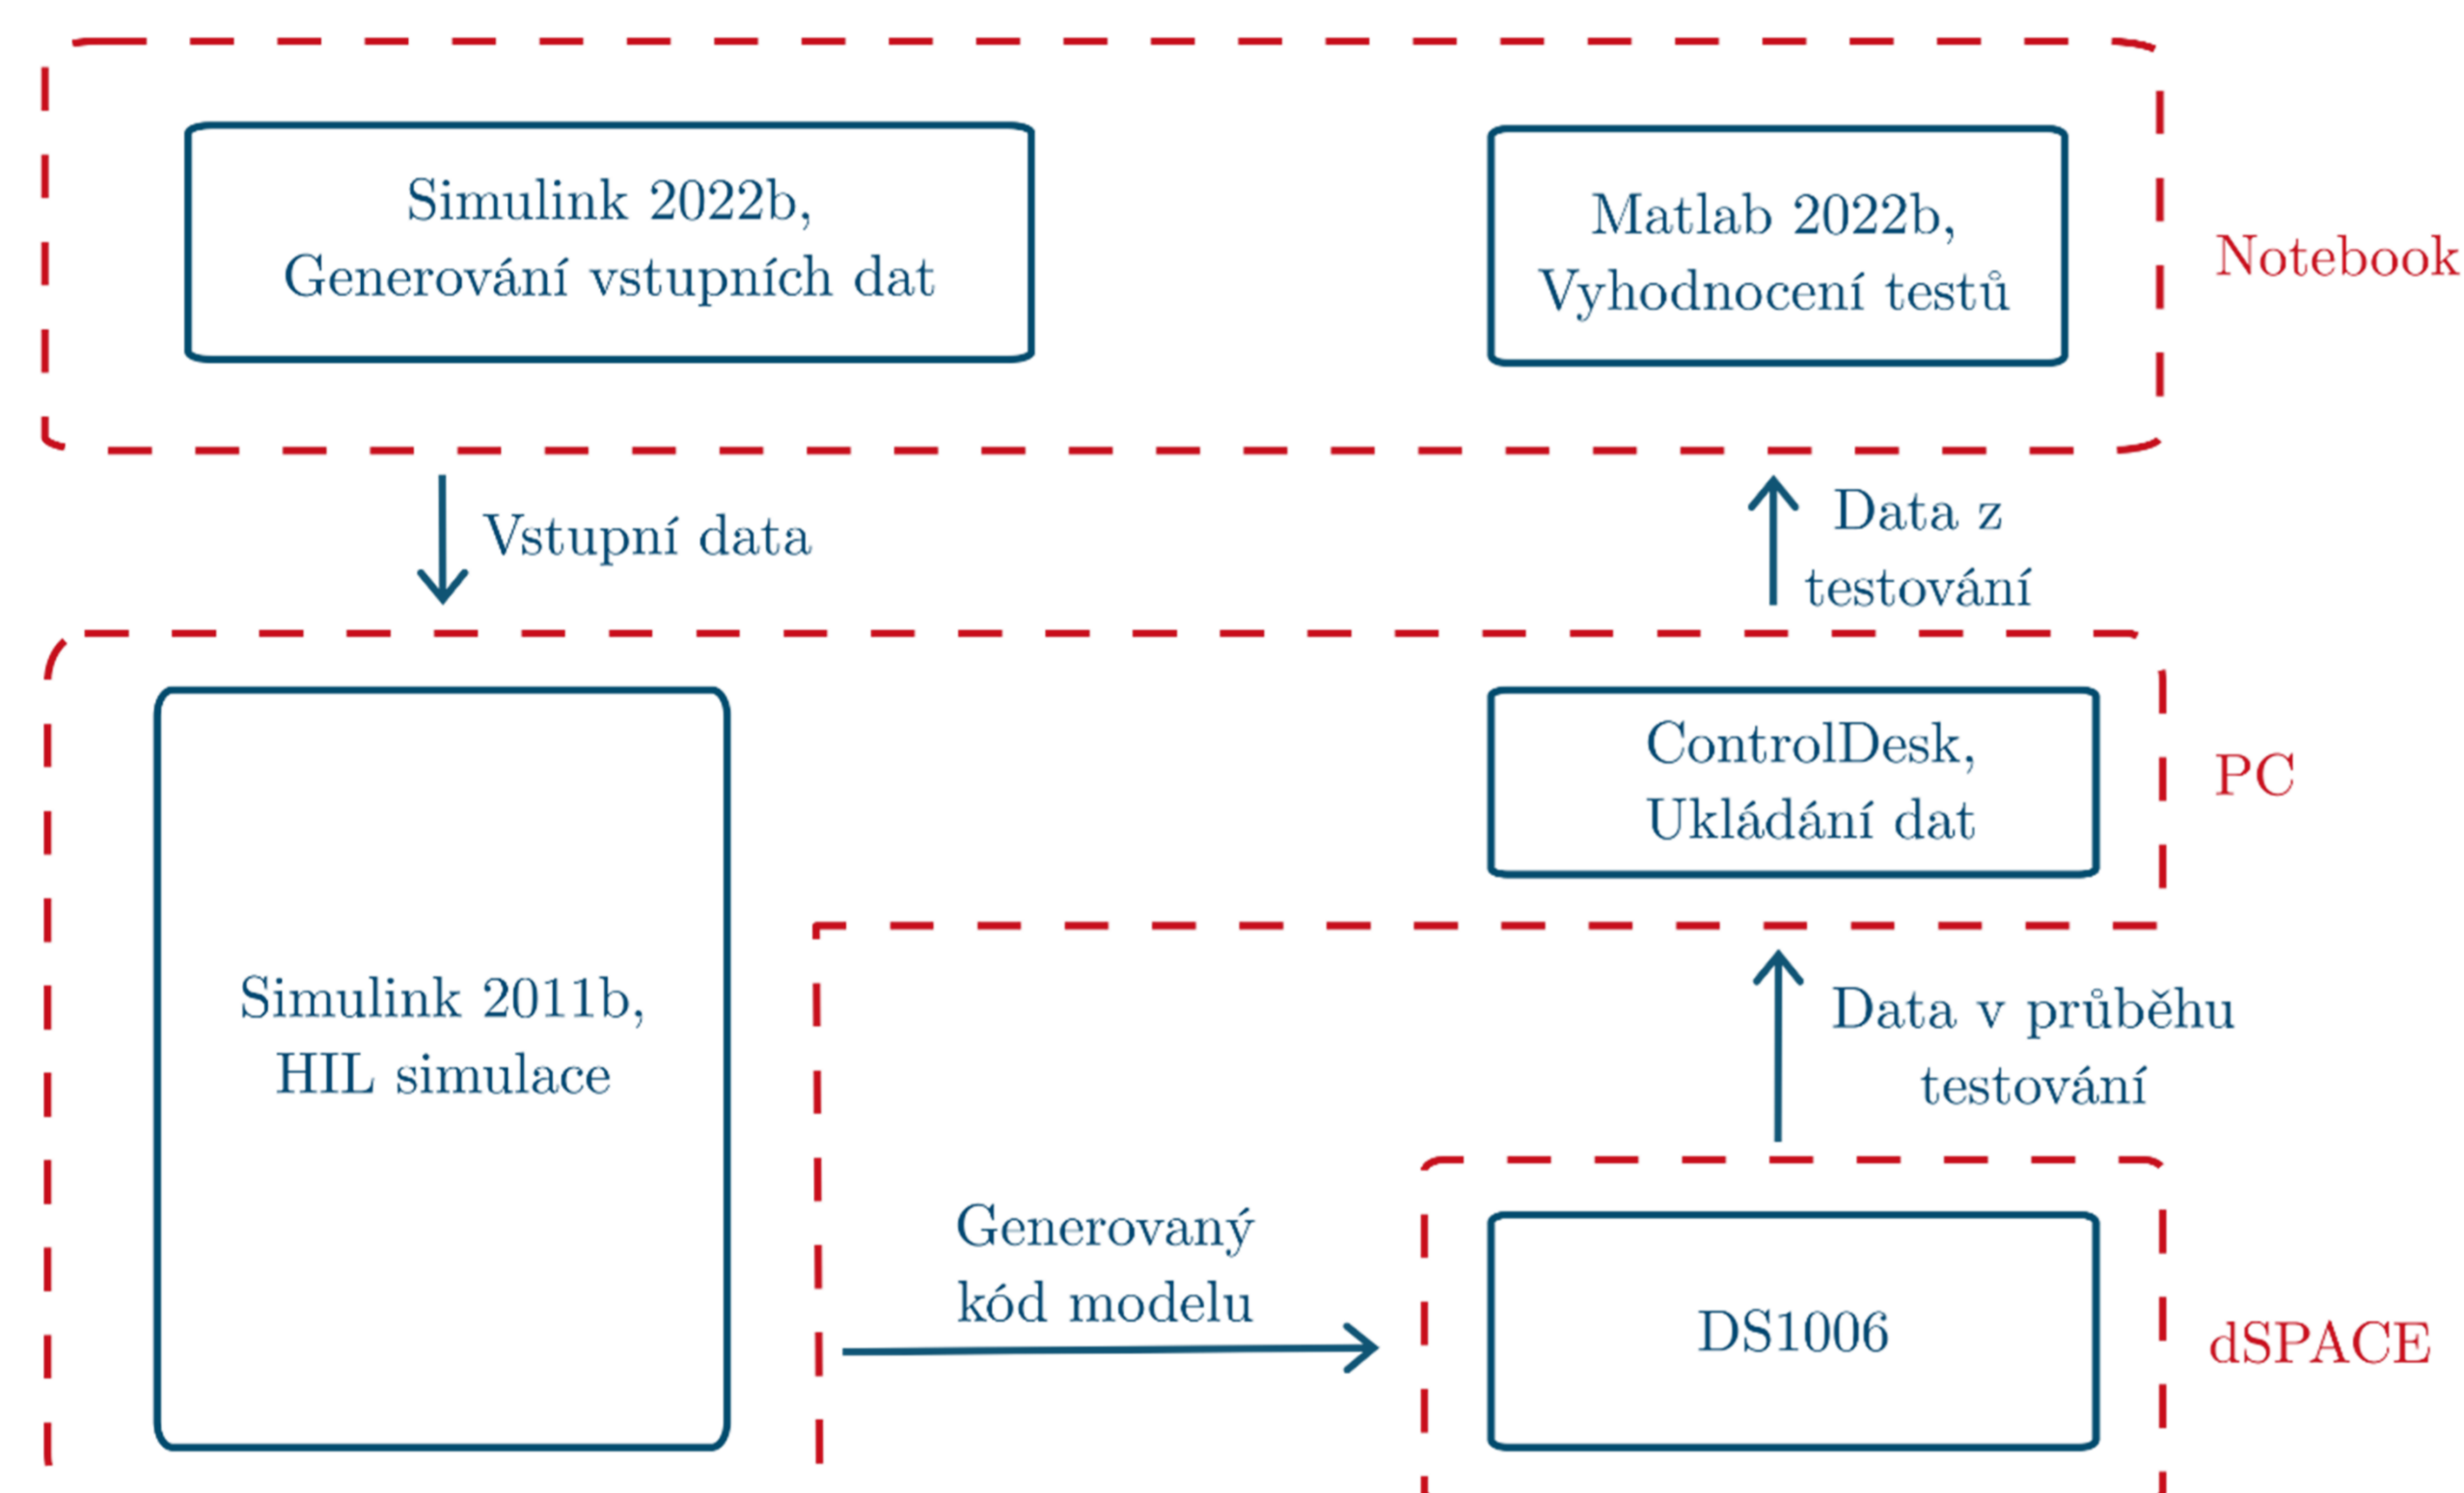 Simulink 2022b,
Generování vstupních dat
Matlab 2022b,
Vyhodnocení testů
Notebook
Vstupní data
Data z
testování
Simulink 2011b,
HIL simulace
ControlDesk,
Ukládání dat
PC
Generovaný
kód modelu
Data v průběhu
testování
DS1006
dSPACE